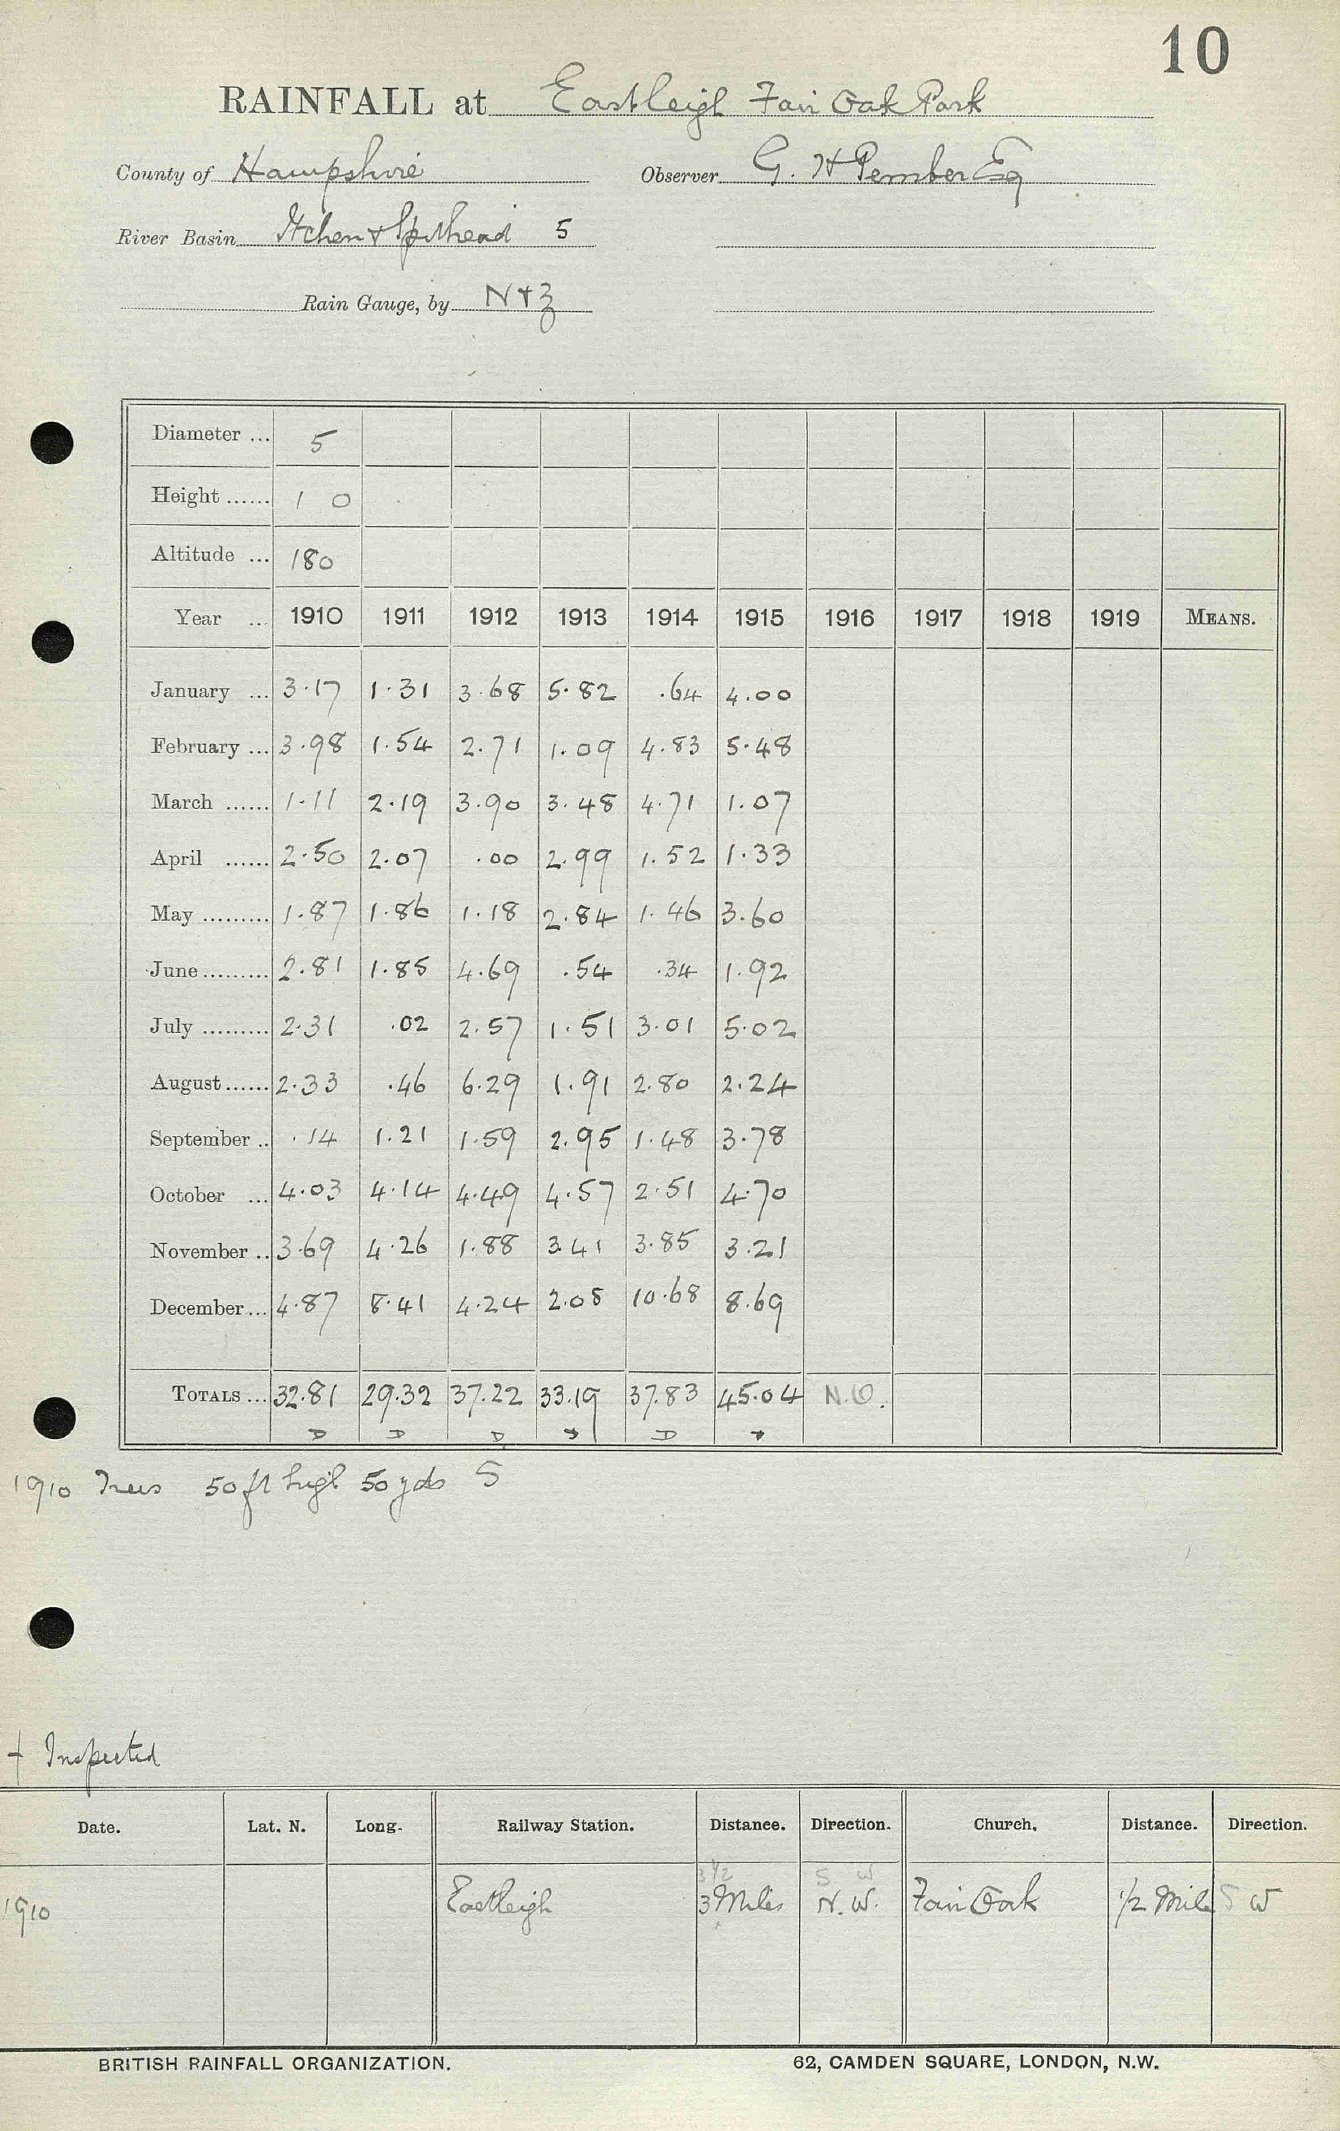 10
RAINFALL at Eastleigh Fair Oak Park
County of Hampshire Observer G. H Pember Esq
River Basin Itchen & Spithead 5
Rain Gauge, by N & Z
Diameter ... 5
Height ...... 1 0
Altitude ... 180
Year ... 1910 1911 1912 1913 1914 1915 1916 1917 1918 1919 MEANS.
January ... 3.17 1.31 3.68 5.82 .64 4.00
February ... 3.98 1.54 2.71 1.09 4.83 5.48
March ...... 1.11 2.19 3.90 3.48 4.71 1.07
April ...... 2.50 2.07 .00 2.99 1.52 1.33
May ......... 1.87 1.86 1.18 2.84 1.46 3.60
June ......... 2.81 1.85 4.69 .54 .34 1.92
July ......... 2.31 .02 2.57 1.51 3.01 5.02
August ...... 2.33 .46 6.29 1.91 2.80 2.24
September .. .14 1.21 1.59 2.95 1.48 3.78
October ... 4.03 4.14 4.49 4.57 2.51 4.70
November .. 3.69 4.26 1.88 3.41 3.85 3.21
December ... 4.87 8.41 4.24 2.08 10.68 8.69
TOTALS ... 32.81 29.32 37.22 33.19 37.83 45.04 N.O.
D D D D
1910 Trees 50 ft high 50 yds S
† Inspected
Date. Lat. N. Long. Railway Station. Distance. Direction. Church. Distance. Direction.
3 1/2 S W
1910 Eastleigh 3 Miles N. W. Fair Oak 1/2 Mile S W
BRITISH RAINFALL ORGANIZATION. 62, CAMDEN SQUARE, LONDON, N.W.